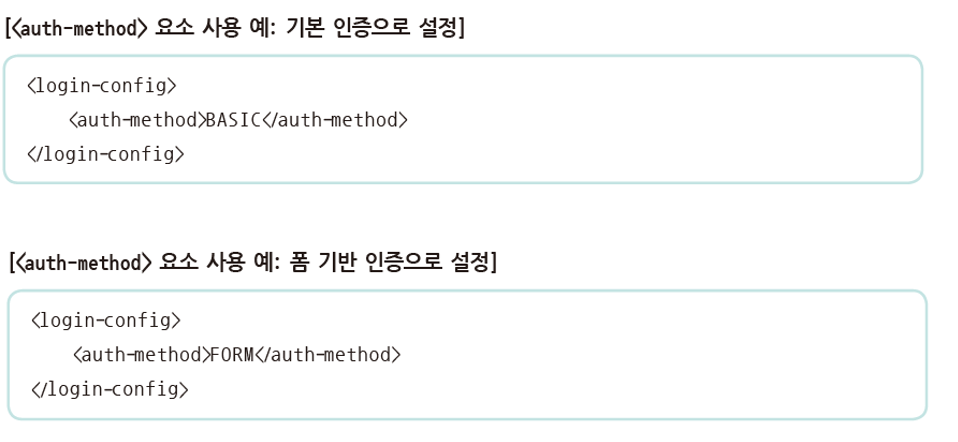 [<auth-method> 요소 사용 예: 기본 인증으로 설정]
<login-config>
<auth-method>BASIC</auth-method>
</login-config>
[<auth-method> 요소 사용 예: 폼 기반 인증으로 설정]
<login-config>
<auth-method>FORM</auth-method>
</login-config>